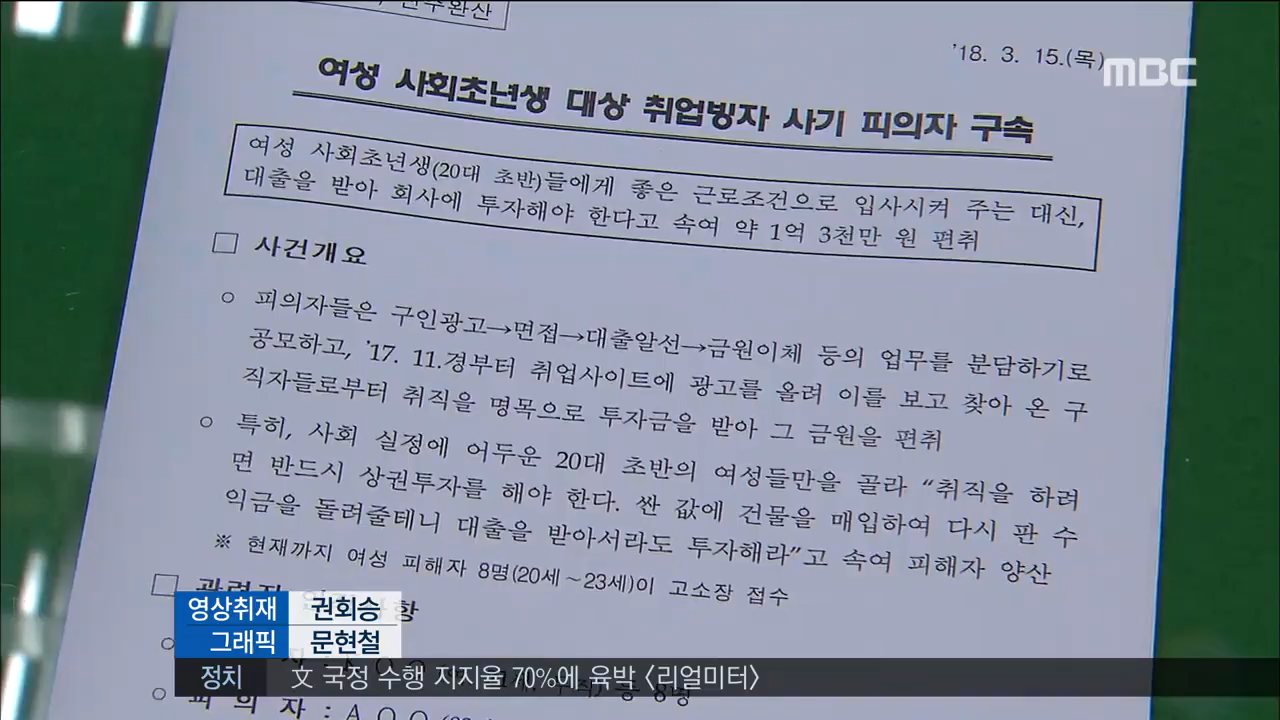 전주완산
'18. 3. 15.(목)
MBC
여성 사회초년생 대상 취업빙자 사기 피의자 구속
여성 사회초년생(20대 초반)들에게 좋은 근로조건으로 입사시켜 주는 대신,
대출을 받아 회사에 투자해야 한다고 속여 약 1억 3천만 원 편취
□ 사건개요
○ 피의자들은 구인광고→면접→대출알선→금원이체 등의 업무를 분담하기로
공모하고, '17. 11.경부터 취업사이트에 광고를 올려 이를 보고 찾아 온 구
직자들로부터 취직을 명목으로 투자금을 받아 그 금원을 편취
○ 특히, 사회 실정에 어두운 20대 초반의 여성들만을 골라 “취직을 하려
면 반드시 상권투자를 해야 한다. 싼 값에 건물을 매입하여 다시 판 수
익금을 돌려줄테니 대출을 받아서라도 투자해라”고 속여 피해자 양산
※ 현재까지 여성 피해자 8명(20세~23세)이 고소장 접수
□
영상취재 권회승
그래픽 문현철
○
정치 文 국정 수행 지지율 70%에 육박 〈리얼미터〉
○ 피 의 자 : A ○ ○